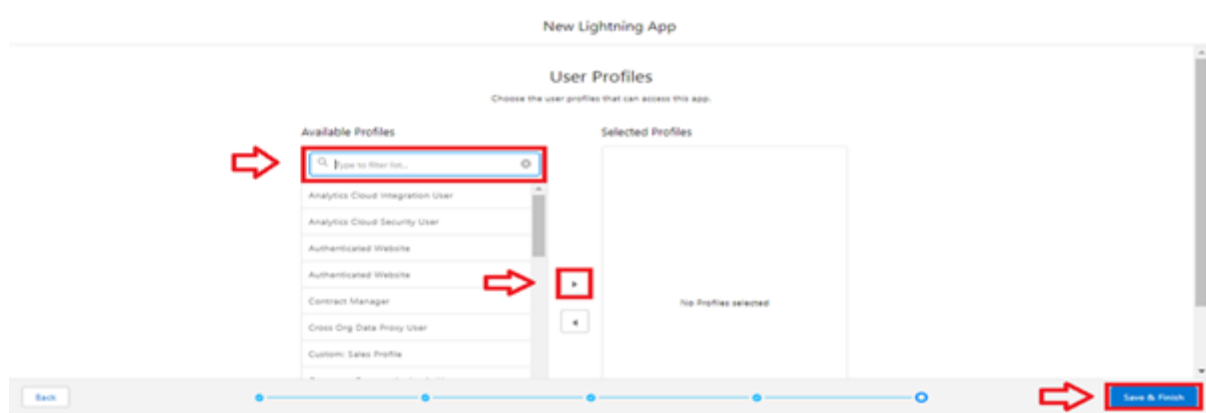 New Lightning App
User Profiles
Choose the user profiles that can access this app.
Available Profiles
Selected Profiles
Type to filter list...
Analytics Cloud Integration User
Analytics Cloud Security User
Authenticated Website
Authenticated Website
Contract Manager
No Profiles selected
Cross Org Data Proxy User
Custom: Sales Profile
Back
Save & Finish